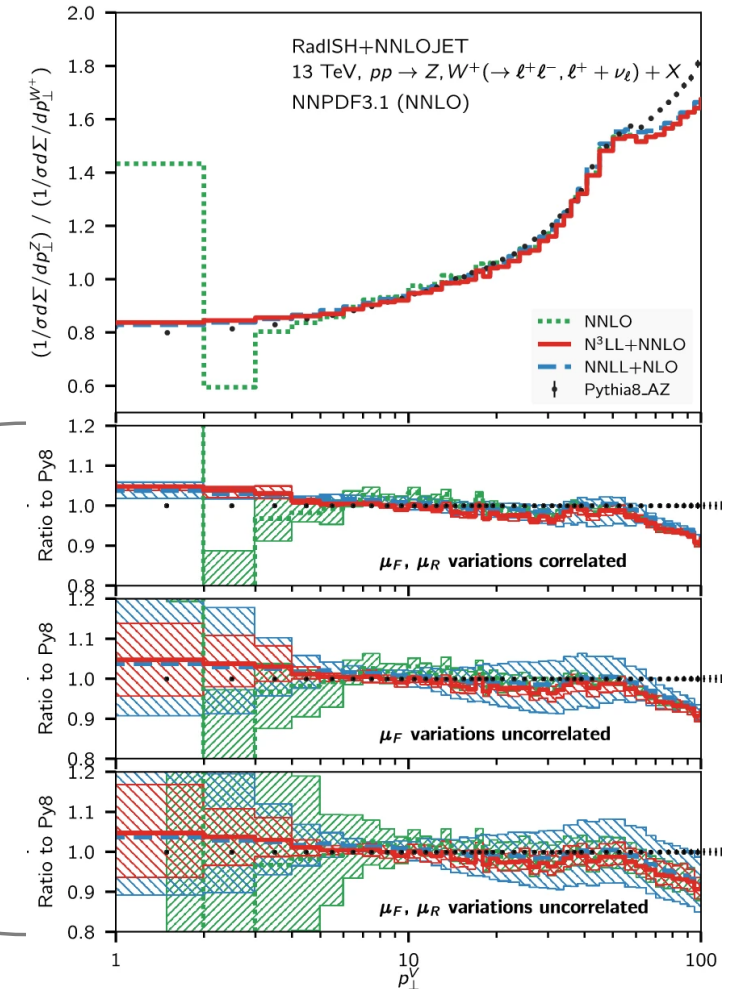 2.0
1.8
1.6
1.4
1.2
1.0
0.8
0.6
(1/σdΣ/dp⊥^Z) / (1/σdΣ/dp⊥^W⁺)
RadISH+NNLOJET
13 TeV, pp → Z, W⁺(→ ℓ⁺ℓ⁻, ℓ⁺ + νℓ) + X
NNPDF3.1 (NNLO)
NNLO
N³LL+NNLO
NNLL+NLO
Pythia8_AZ
1.2
1.1
1.0
0.9
0.8
Ratio to Py8
μF, μR variations correlated
1.2
1.1
1.0
0.9
0.8
Ratio to Py8
μF variations uncorrelated
1.2
1.1
1.0
0.9
0.8
Ratio to Py8
μF, μR variations uncorrelated
1 10 100
p⊥^V